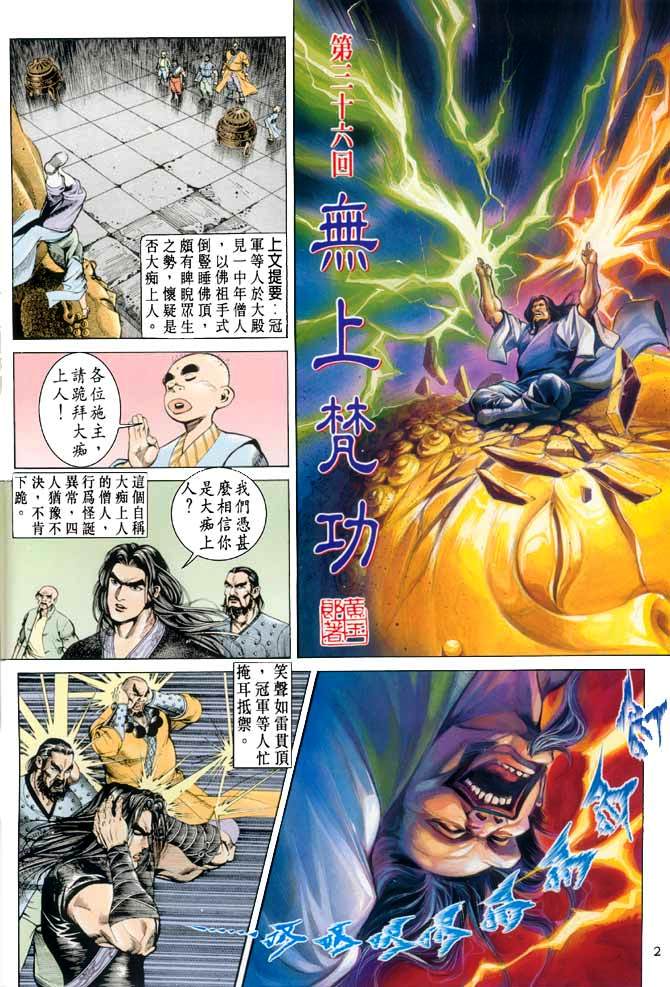 第三十六回
無上梵功
黃玉
郎著
上文提要：冠
軍等人於大殿
見一中年僧人
，以佛祖手式
倒豎睡佛頂，
頗有睥睨眾生
之勢，懷疑是
否大痴上人。
各位施主，
請跪拜大痴
上人！
這個自稱
大痴上人
的僧人，
行爲怪誕
異常，四
人猶豫不
決，不肯
下跪。
我們憑甚
麽相信你
是大痴上
人？
笑聲如雷貫頂
，冠軍等人忙
掩耳抵禦。
2